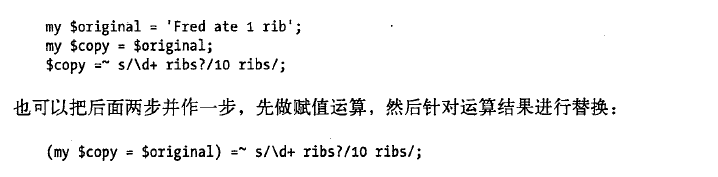 my $original = 'Fred ate 1 rib';
my $copy = $original;
$copy =~ s/\d+ ribs?/10 ribs/;
也可以把后面两步并作一步，先做赋值运算，然后针对运算结果进行替换：
(my $copy = $original) =~ s/\d+ ribs?/10 ribs/;